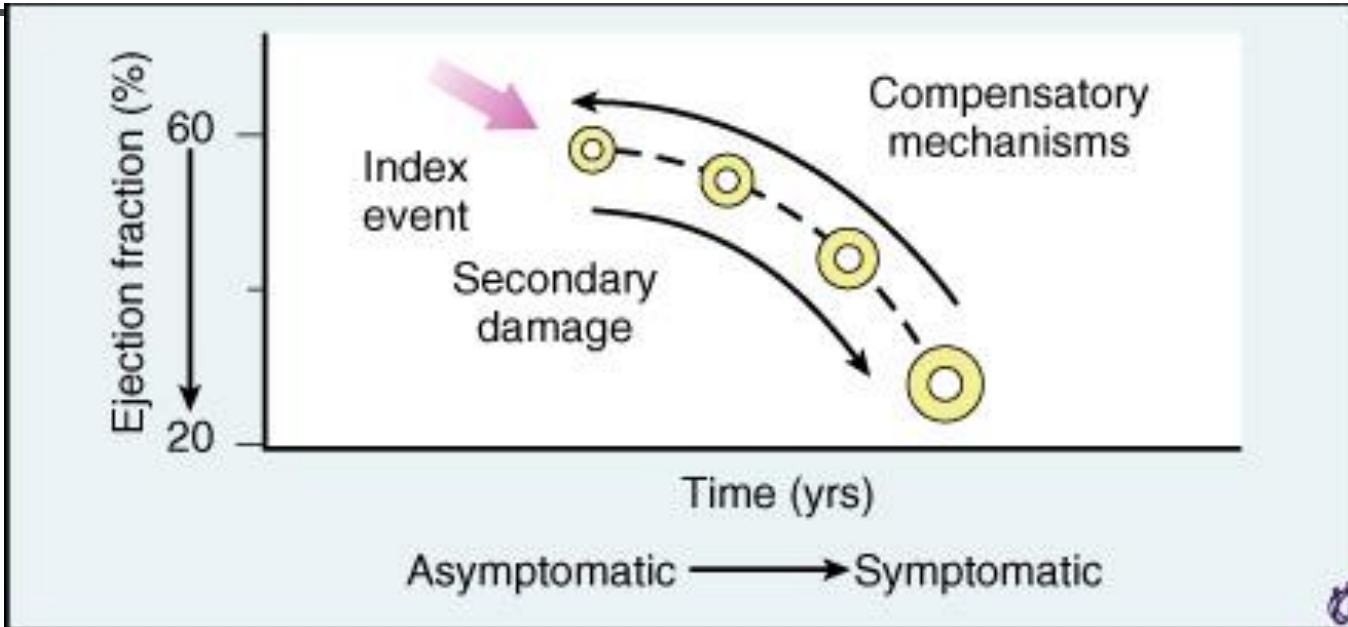 Ejection fraction (%)
60
20
Index
event
Secondary
damage
Compensatory
mechanisms
Time (yrs)
Asymptomatic
Symptomatic